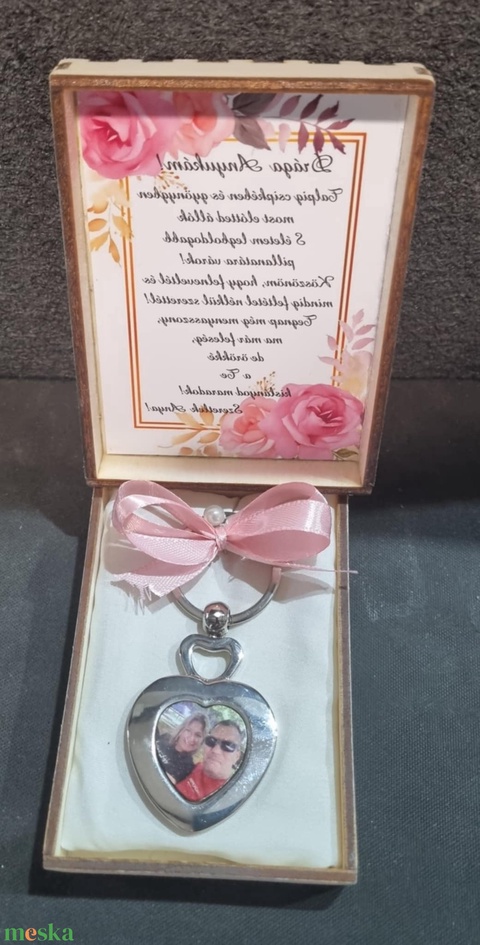 Drága Anyukám!
Talpig csipkében és gyöngyben
most előtted állok
S életem legboldogabb
pillanatára várok!
Köszönöm, hogy felneveltél és
mindig feltétel nélkül szerettél!
Tegnap még menyasszony,
ma már feleség,
de örökké
a Te
kislányod maradok!
Szeretlek Anya!
meska